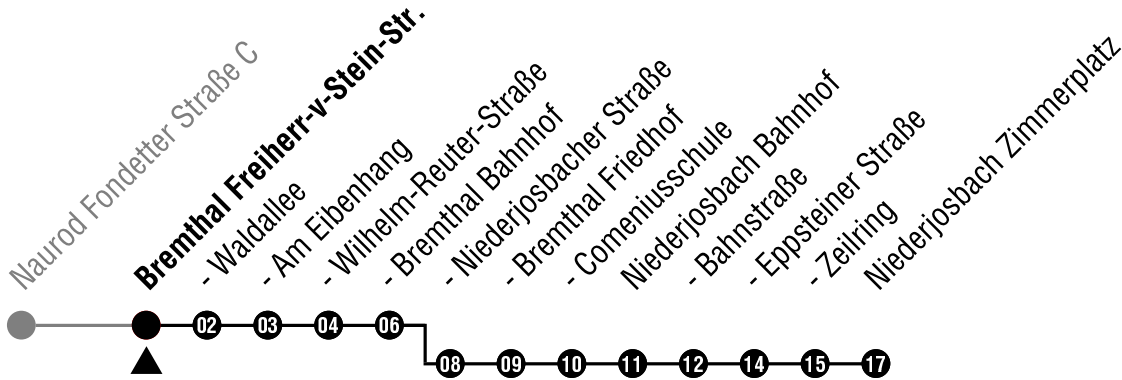 Naurod Fondetter Straße C
Bremthal Freiherr-v-Stein-Str.
- Waldallee
- Am Eibenhang
- Wilhelm-Reuter-Straße
- Bremthal Bahnhof
- Niederjosbacher Straße
- Bremthal Friedhof
- Comeniusschule
Niederjosbach Bahnhof
- Bahnstraße
- Eppsteiner Straße
- Zeilring
Niederjosbach Zimmerplatz
02 03 04 06
08 09 10 11 12 14 15 17